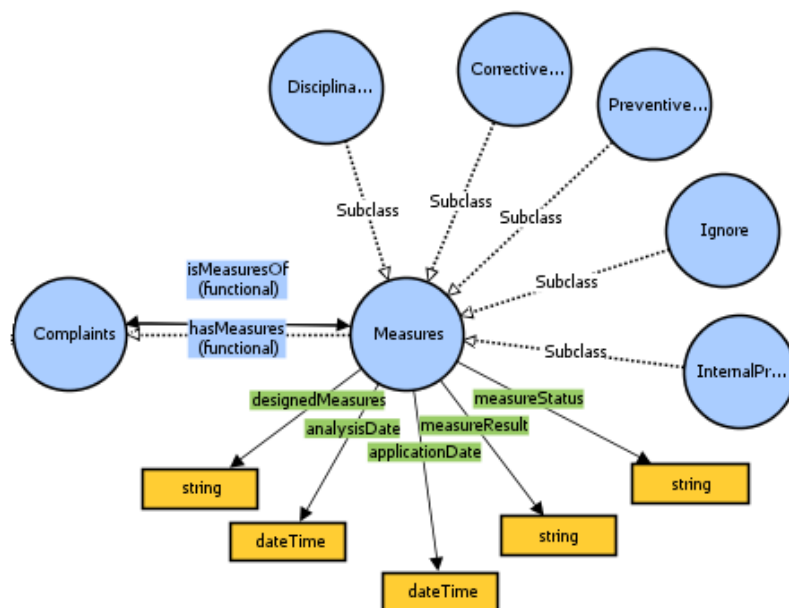 Disciplina...
Corrective...
Preventive...
Ignore
InternalPr...
Subclass
Subclass
Subclass
Subclass
Subclass
isMeasuresOf
(functional)
hasMeasures
(functional)
Complaints
Measures
designedMeasures
analysisDate
applicationDate
measureResult
measureStatus
string
dateTime
dateTime
string
string